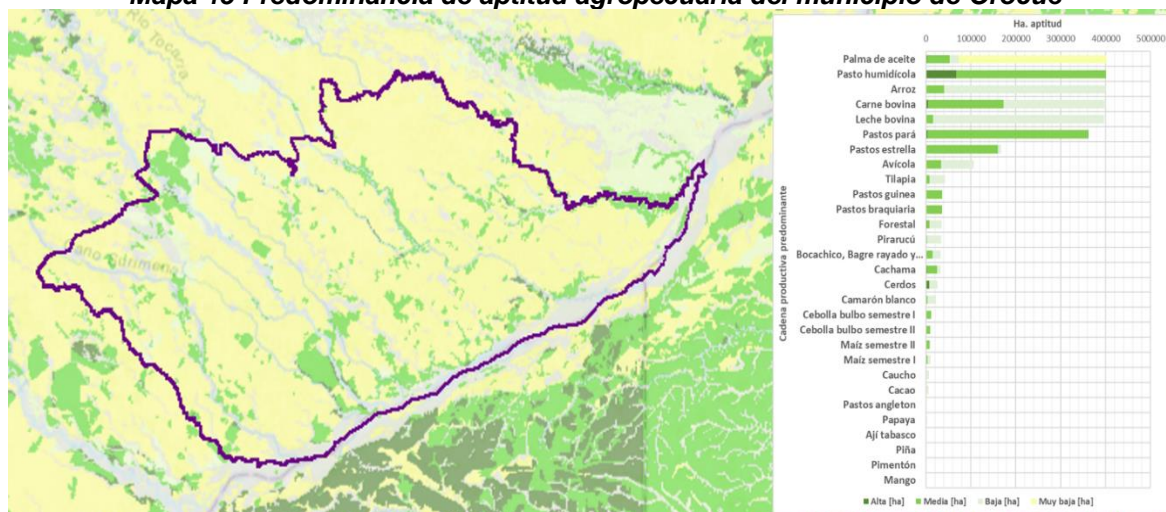 Mapa 15 Predominancia de aptitud agropecuaria del municipio de Orocué
Río Tocaría
Caño Gdrimena
Ha. aptitud
0 100000 200000 300000 400000 500000
Cadena productiva predominante
Palma de aceite
Pasto humidícola
Arroz
Carne bovina
Leche bovina
Pastos pará
Pastos estrella
Avícola
Tilapia
Pastos guinea
Pastos braquiaria
Forestal
Pirarucú
Bocachico, Bagre rayado y...
Cachama
Cerdos
Camarón blanco
Cebolla bulbo semestre I
Cebolla bulbo semestre II
Maíz semestre II
Maíz semestre I
Caucho
Cacao
Pastos angleton
Papaya
Ají tabasco
Piña
Pimentón
Mango
Alta [ha] Media [ha] Baja [ha] Muy baja [ha]